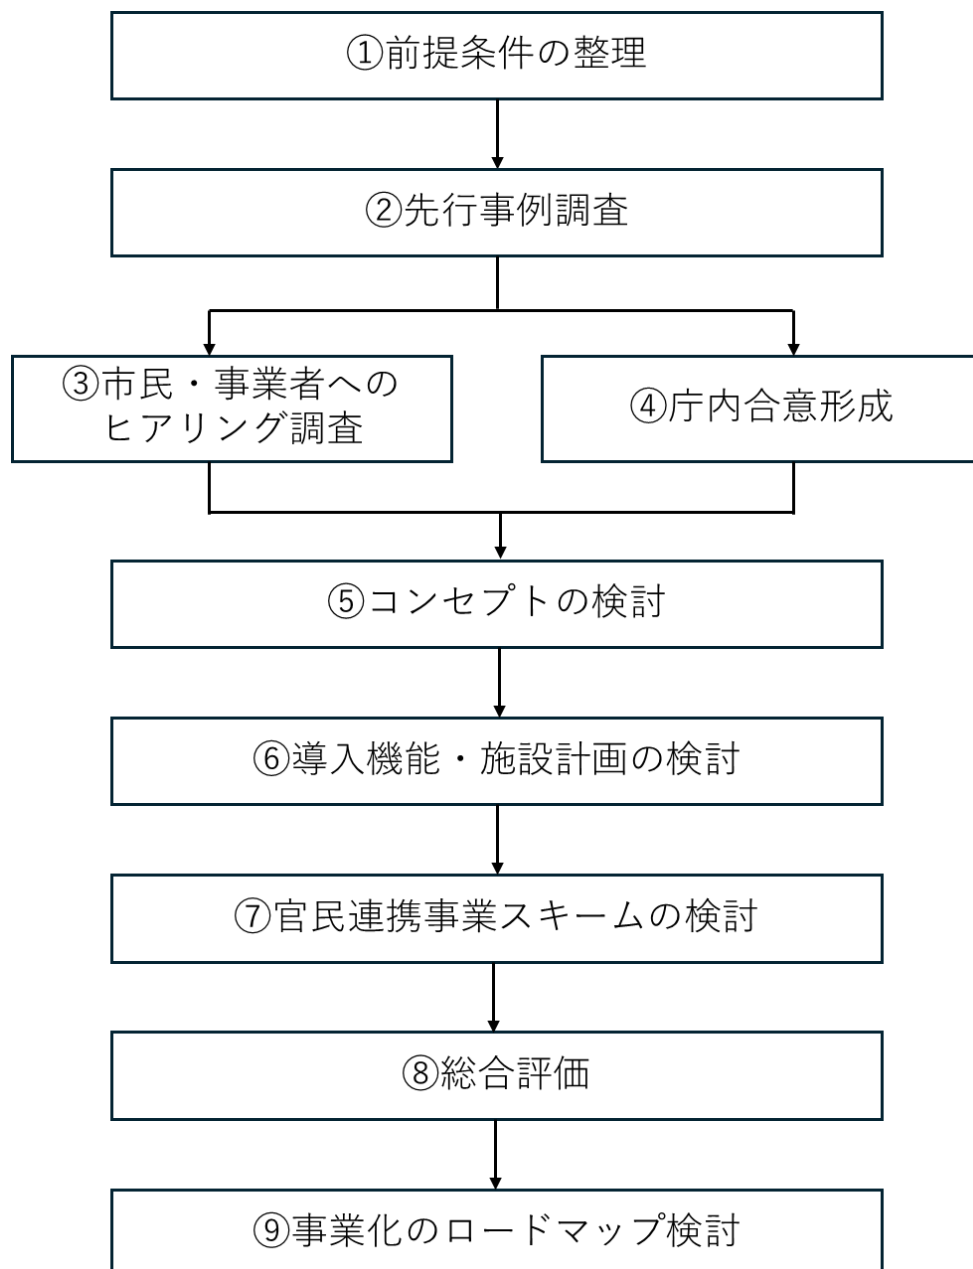 ①前提条件の整理
②先行事例調査
③市民・事業者への
ヒアリング調査
④庁内合意形成
⑤コンセプトの検討
⑥導入機能・施設計画の検討
⑦官民連携事業スキームの検討
⑧総合評価
⑨事業化のロードマップ検討